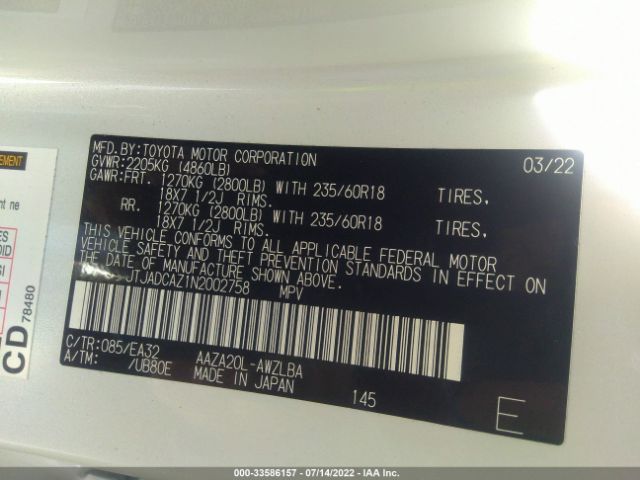 MFD.BY:TOYOTA MOTOR CORPORATION 03/22
GVWR:2205KG (4860LB)
GAWR:FRT. 1270KG (2800LB) WITH 235/60R18 TIRES,
18X7 1/2J RIMS.
RR. 1270KG (2800LB) WITH 235/60R18 TIRES,
18X7 1/2J RIMS.
THIS VEHICLE CONFORMS TO ALL APPLICABLE FEDERAL MOTOR
VEHICLE SAFETY AND THEFT PREVENTION STANDARDS IN EFFECT ON
THE DATE OF MANUFACTURE SHOWN ABOVE.
JTJADCAZ1N2002758 MPV
C/TR:085/EA32 AAZA20L-AWZLBA
A/TM: /UB80E MADE IN JAPAN 145
E
CD
78480
000-33586157 - 07/14/2022 - IAA Inc.